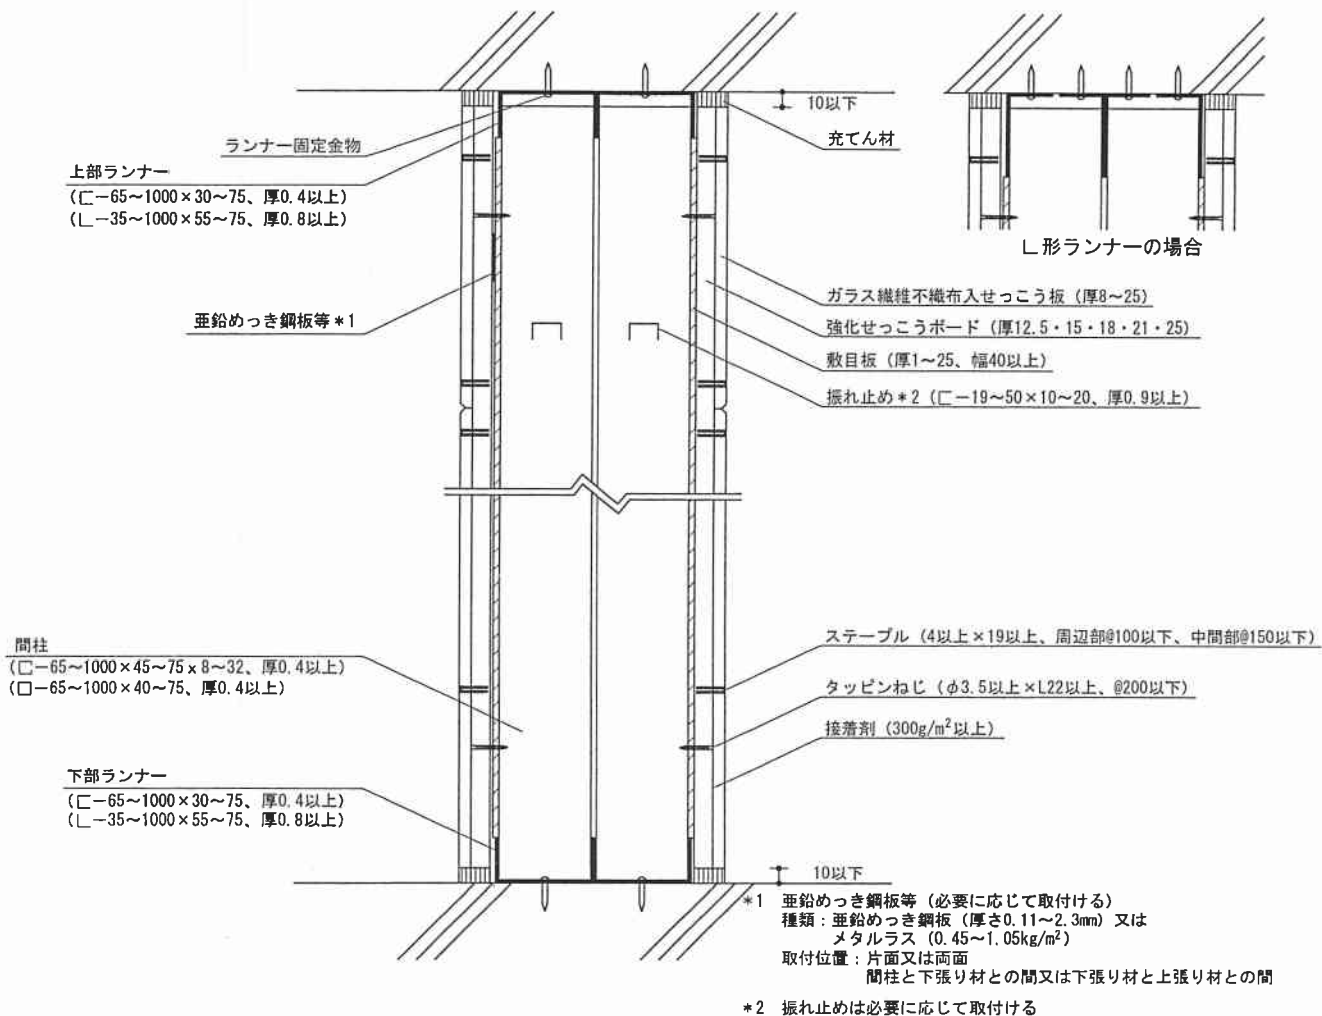 10以下
ランナー固定金物
充てん材
上部ランナー
(匚-65~1000×30~75、厚0.4以上)
(∟-35~1000×55~75、厚0.8以上)
∟形ランナーの場合
ガラス繊維不織布入せっこう板 (厚8~25)
亜鉛めっき鋼板等*1
強化せっこうボード (厚12.5・15・18・21・25)
敷目板 (厚1~25、幅40以上)
振れ止め*2 (匚-19~50×10~20、厚0.9以上)
間柱
(匚-65~1000×45~75x8~32、厚0.4以上)
(口-65~1000×40~75、厚0.4以上)
ステープル (4以上×19以上、周辺部@100以下、中間部@150以下)
タッピンねじ (φ3.5以上×L22以上、@200以下)
接着剤 (300g/m²以上)
下部ランナー
(匚-65~1000×30~75、厚0.4以上)
(∟-35~1000×55~75、厚0.8以上)
10以下
*1 亜鉛めっき鋼板等 (必要に応じて取付ける)
種類:亜鉛めっき鋼板 (厚さ0.11~2.3mm) 又は
メタルラス (0.45~1.05kg/m²)
取付位置:片面又は両面
間柱と下張り材との間又は下張り材と上張り材との間
*2 振れ止めは必要に応じて取付ける